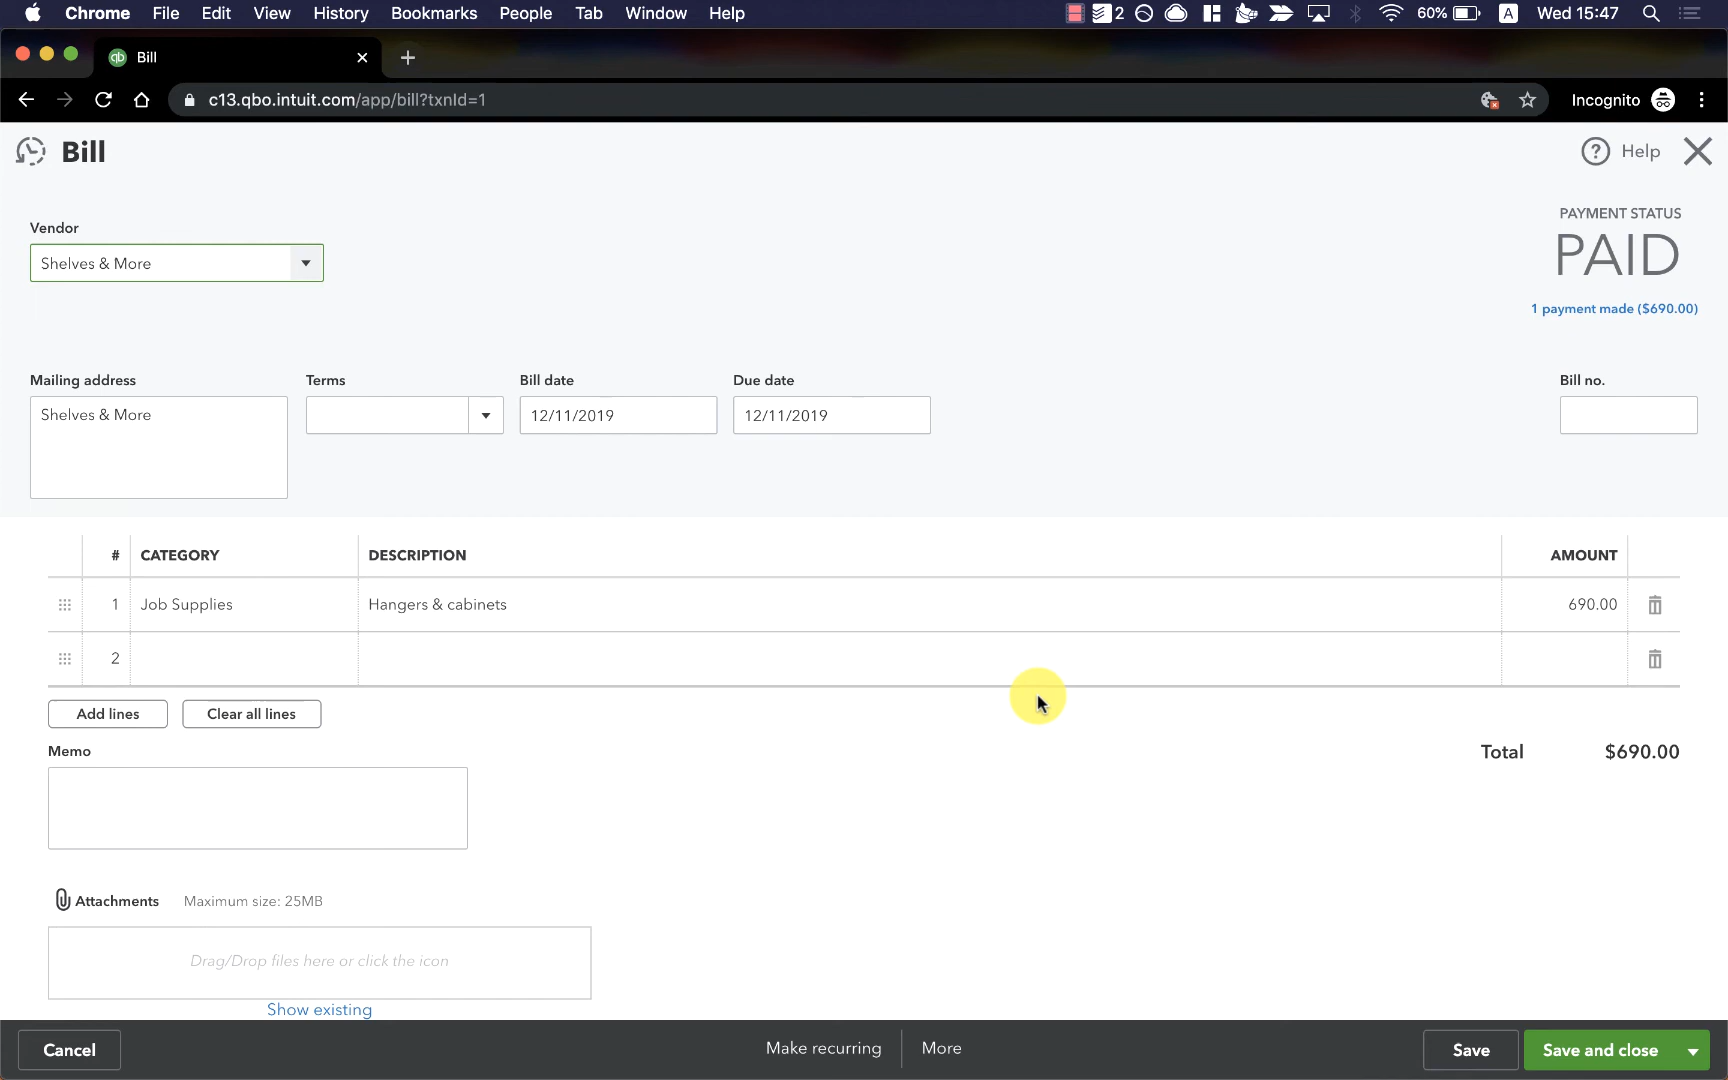 Chrome File Edit View History Bookmarks People Tab Window Help 2 60% A Wed 15:47
qb Bill
c13.qbo.intuit.com/app/bill?txnId=1 Incognito
Bill ? Help
Vendor PAYMENT STATUS
Shelves & More PAID
1 payment made ($690.00)
Mailing address Terms Bill date Due date Bill no.
Shelves & More 12/11/2019 12/11/2019
# CATEGORY DESCRIPTION AMOUNT
1 Job Supplies Hangers & cabinets 690.00
2
Add lines Clear all lines
Memo Total $690.00
Attachments Maximum size: 25MB
Drag/Drop files here or click the icon
Show existing
Cancel Make recurring More Save Save and close